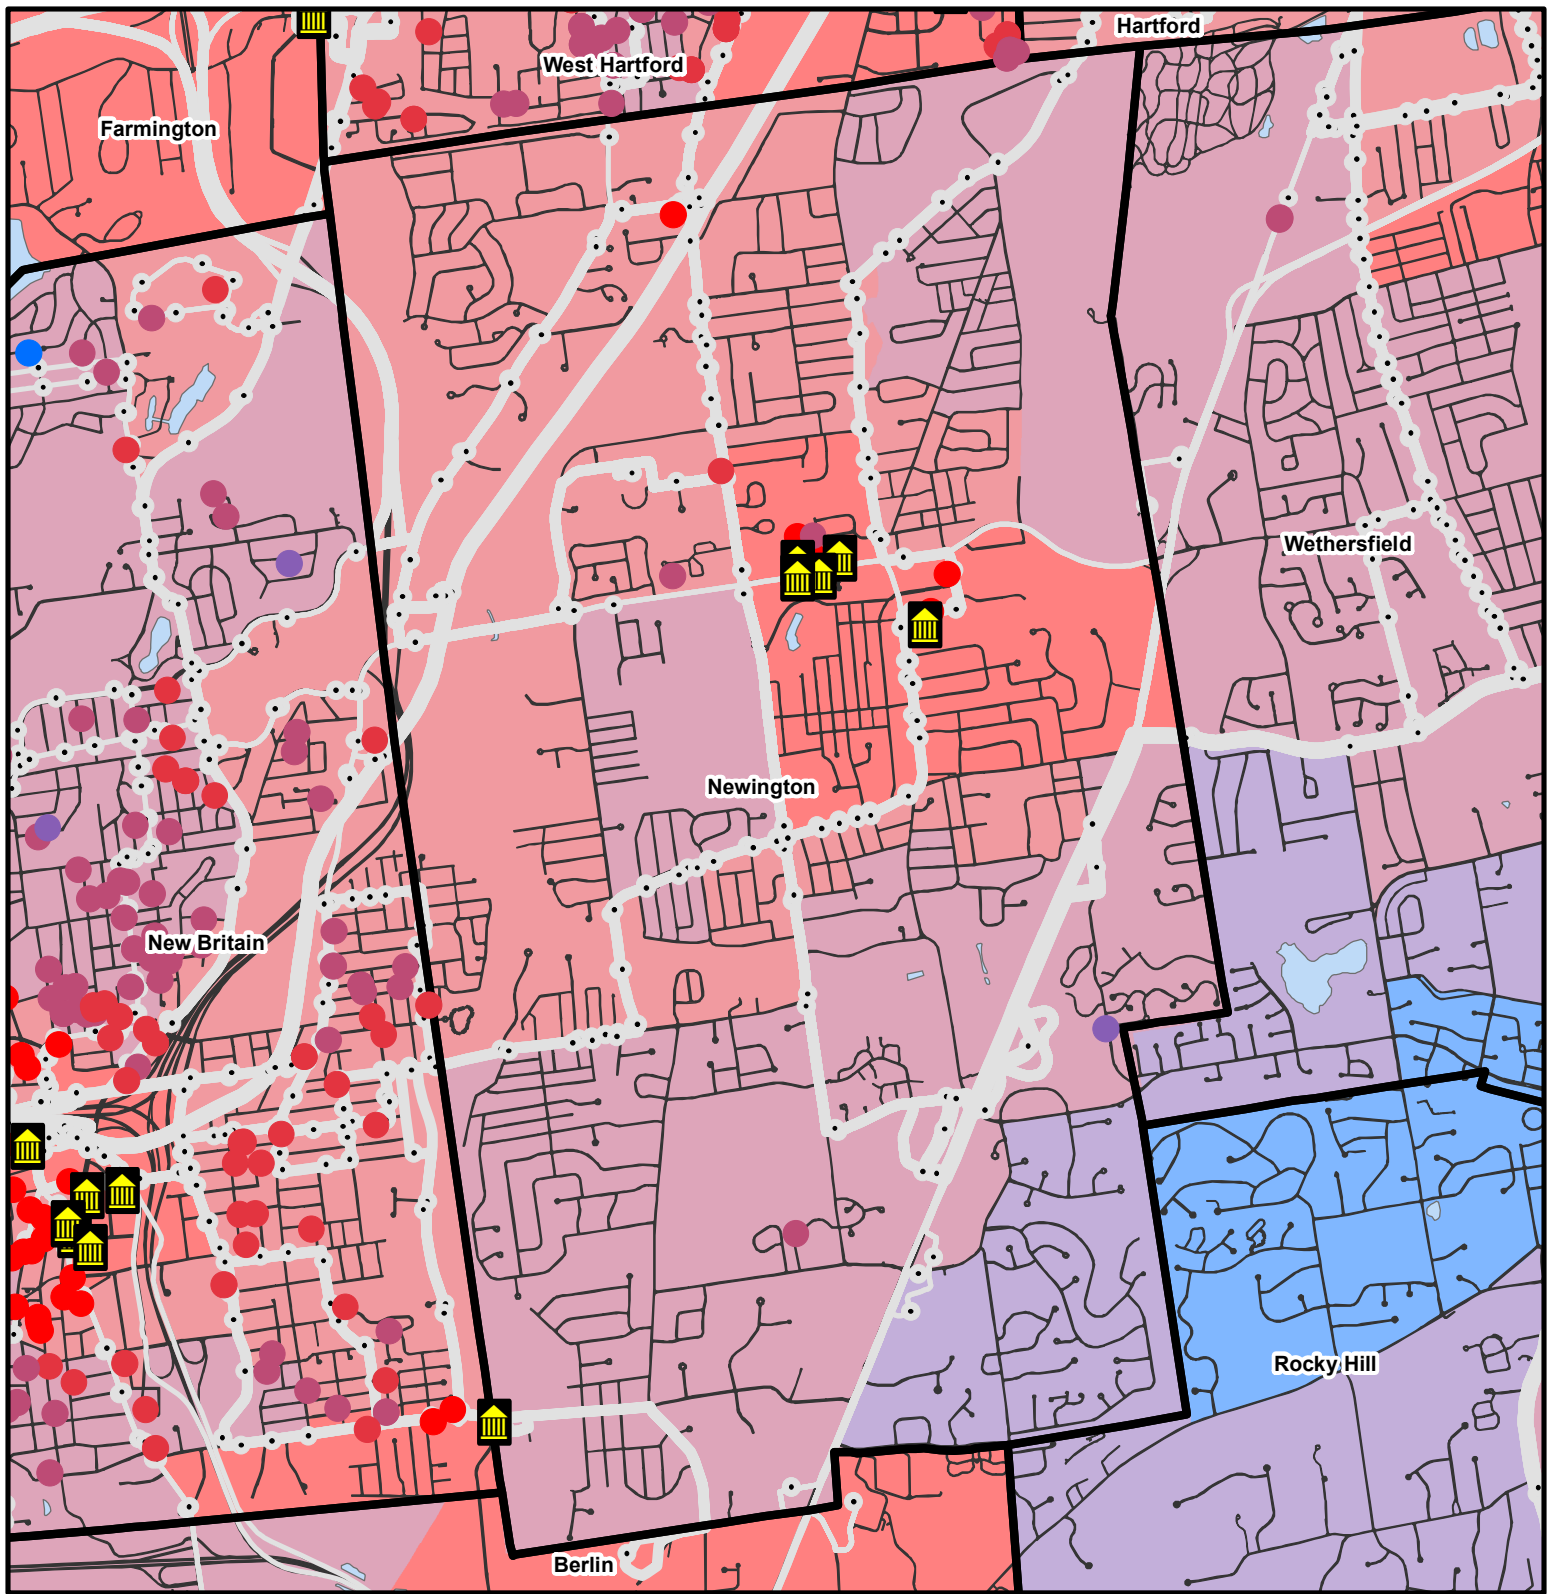 Hartford
West Hartford
Farmington
Wethersfield
Newington
New Britain
Rocky Hill
Berlin